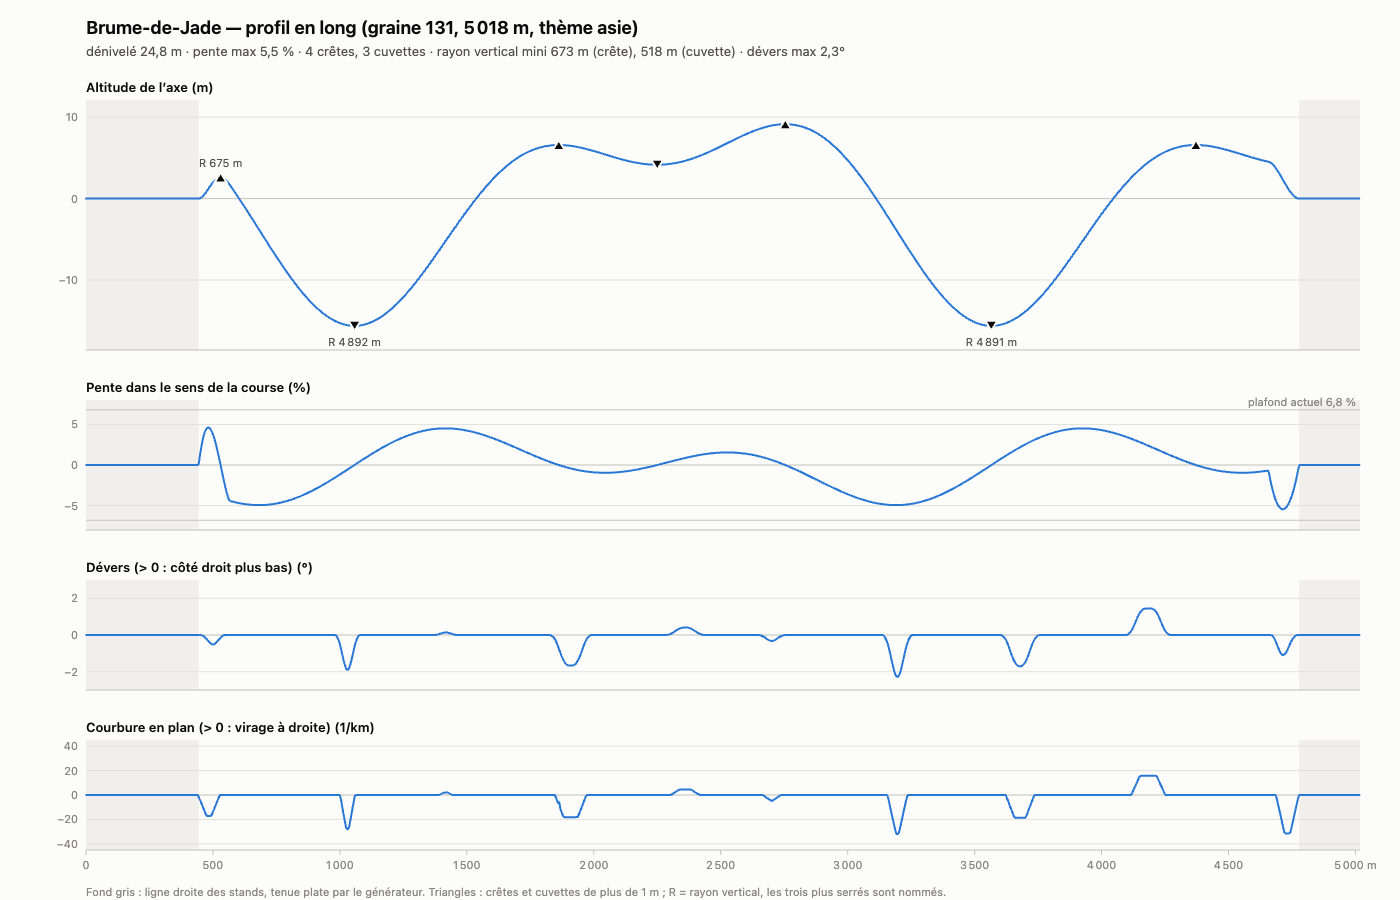 Brume-de-Jade — profil en long (graine 131, 5 018 m, thème asie)
dénivelé 24,8 m · pente max 5,5 % · 4 crêtes, 3 cuvettes · rayon vertical mini 673 m (crête), 518 m (cuvette) · dévers max 2,3°
Altitude de l’axe (m)
10
R 675 m
0
−10
R 4 892 m
R 4 891 m
Pente dans le sens de la course (%)
plafond actuel 6,8 %
5
0
−5
Dévers (> 0 : côté droit plus bas) (°)
2
0
−2
Courbure en plan (> 0 : virage à droite) (1/km)
40
20
0
−20
−40
0 500 1 000 1 500 2 000 2 500 3 000 3 500 4 000 4 500 5 000 m
Fond gris : ligne droite des stands, tenue plate par le générateur. Triangles : crêtes et cuvettes de plus de 1 m ; R = rayon vertical, les trois plus serrés sont nommés.